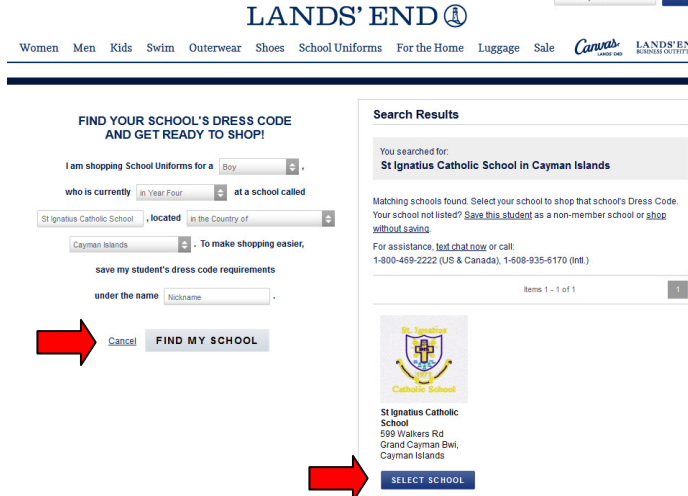 LANDS' END
Women Men Kids Swim Outerwear Shoes School Uniforms For the Home Luggage Sale Canvas LANDS' END
LANDS' EN
BUSINESS OUTFITT
FIND YOUR SCHOOL'S DRESS CODE
AND GET READY TO SHOP!
I am shopping School Uniforms for a Boy ,
who is currently in Year Four at a school called
St Ignatius Catholic School , located in the Country of
Cayman Islands . To make shopping easier,
save my student's dress code requirements
under the name Nickname .
Cancel FIND MY SCHOOL
Search Results
You searched for:
St Ignatius Catholic School in Cayman Islands
Matching schools found. Select your school to shop that school's Dress Code.
Your school not listed? Save this student as a non-member school or shop
without saving.
For assistance, text chat now or call:
1-800-469-2222 (US & Canada), 1-608-935-6170 (Intl.)
Items 1 - 1 of 1 1
St. Ignatius
1971
Catholic School
St Ignatius Catholic
School
599 Walkers Rd
Grand Cayman Bwi,
Cayman Islands
SELECT SCHOOL